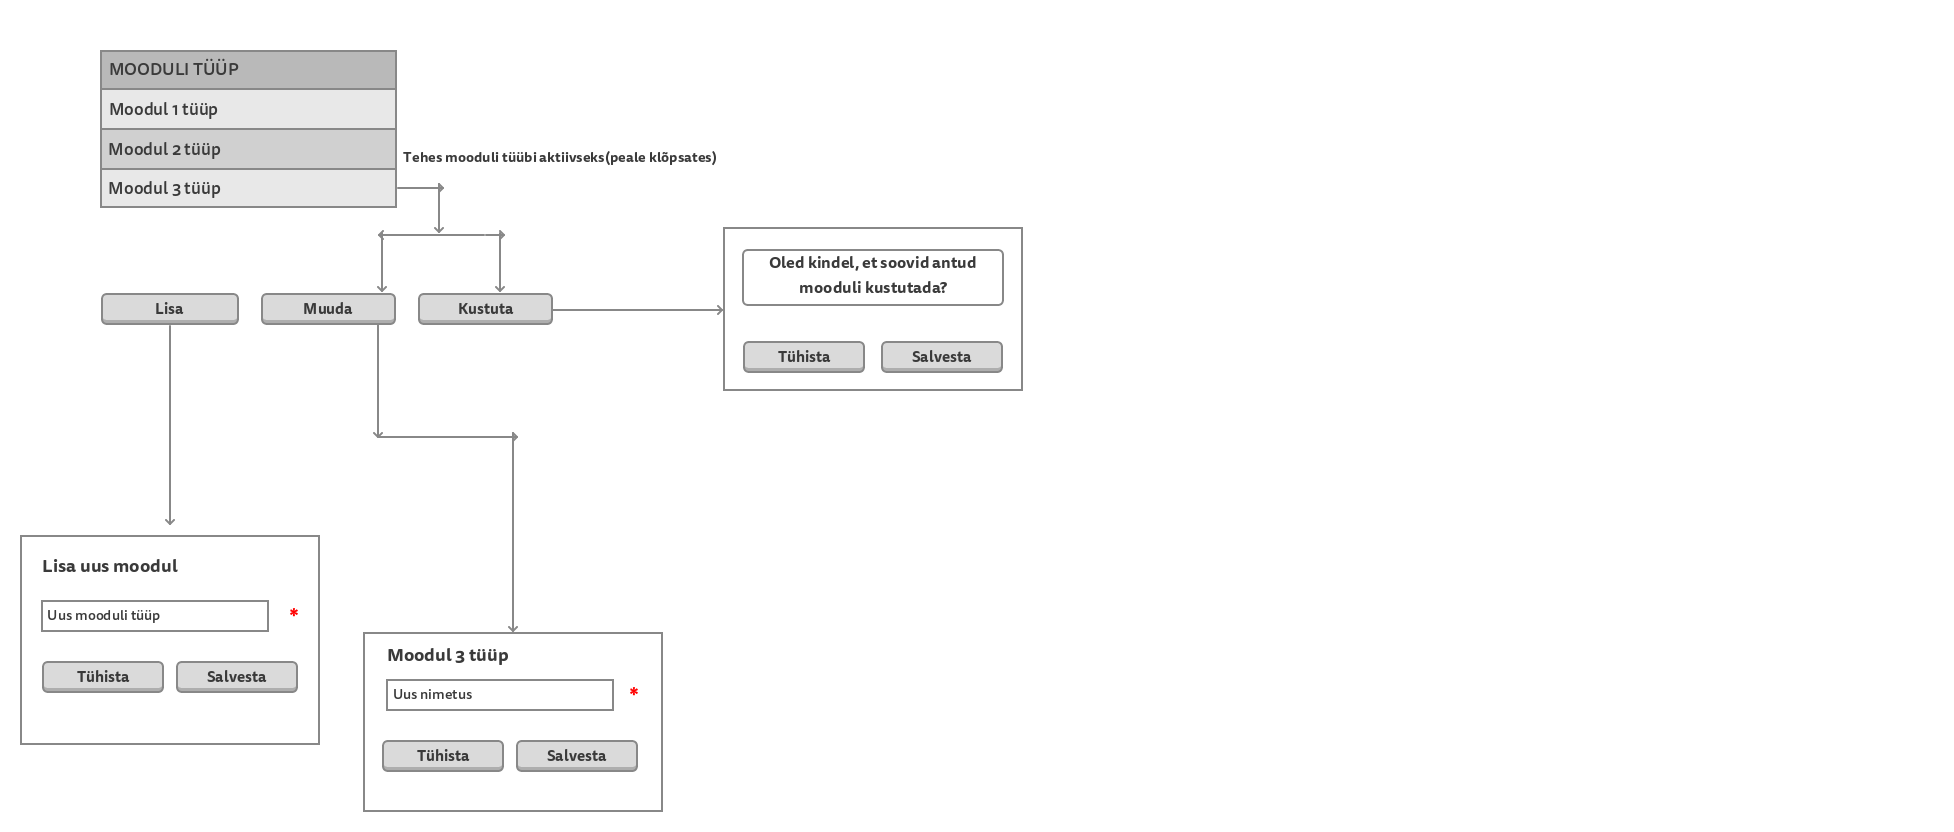 MOODULI TÜÜP
Moodul 1 tüüp
Moodul 2 tüüp
Moodul 3 tüüp
Tehes mooduli tüübi aktiivseks(peale klõpsates)
Lisa
Muuda
Kustuta
Oled kindel, et soovid antud
mooduli kustutada?
Tühista
Salvesta
Lisa uus moodul
Uus mooduli tüüp
*
Tühista
Salvesta
Moodul 3 tüüp
Uus nimetus
*
Tühista
Salvesta